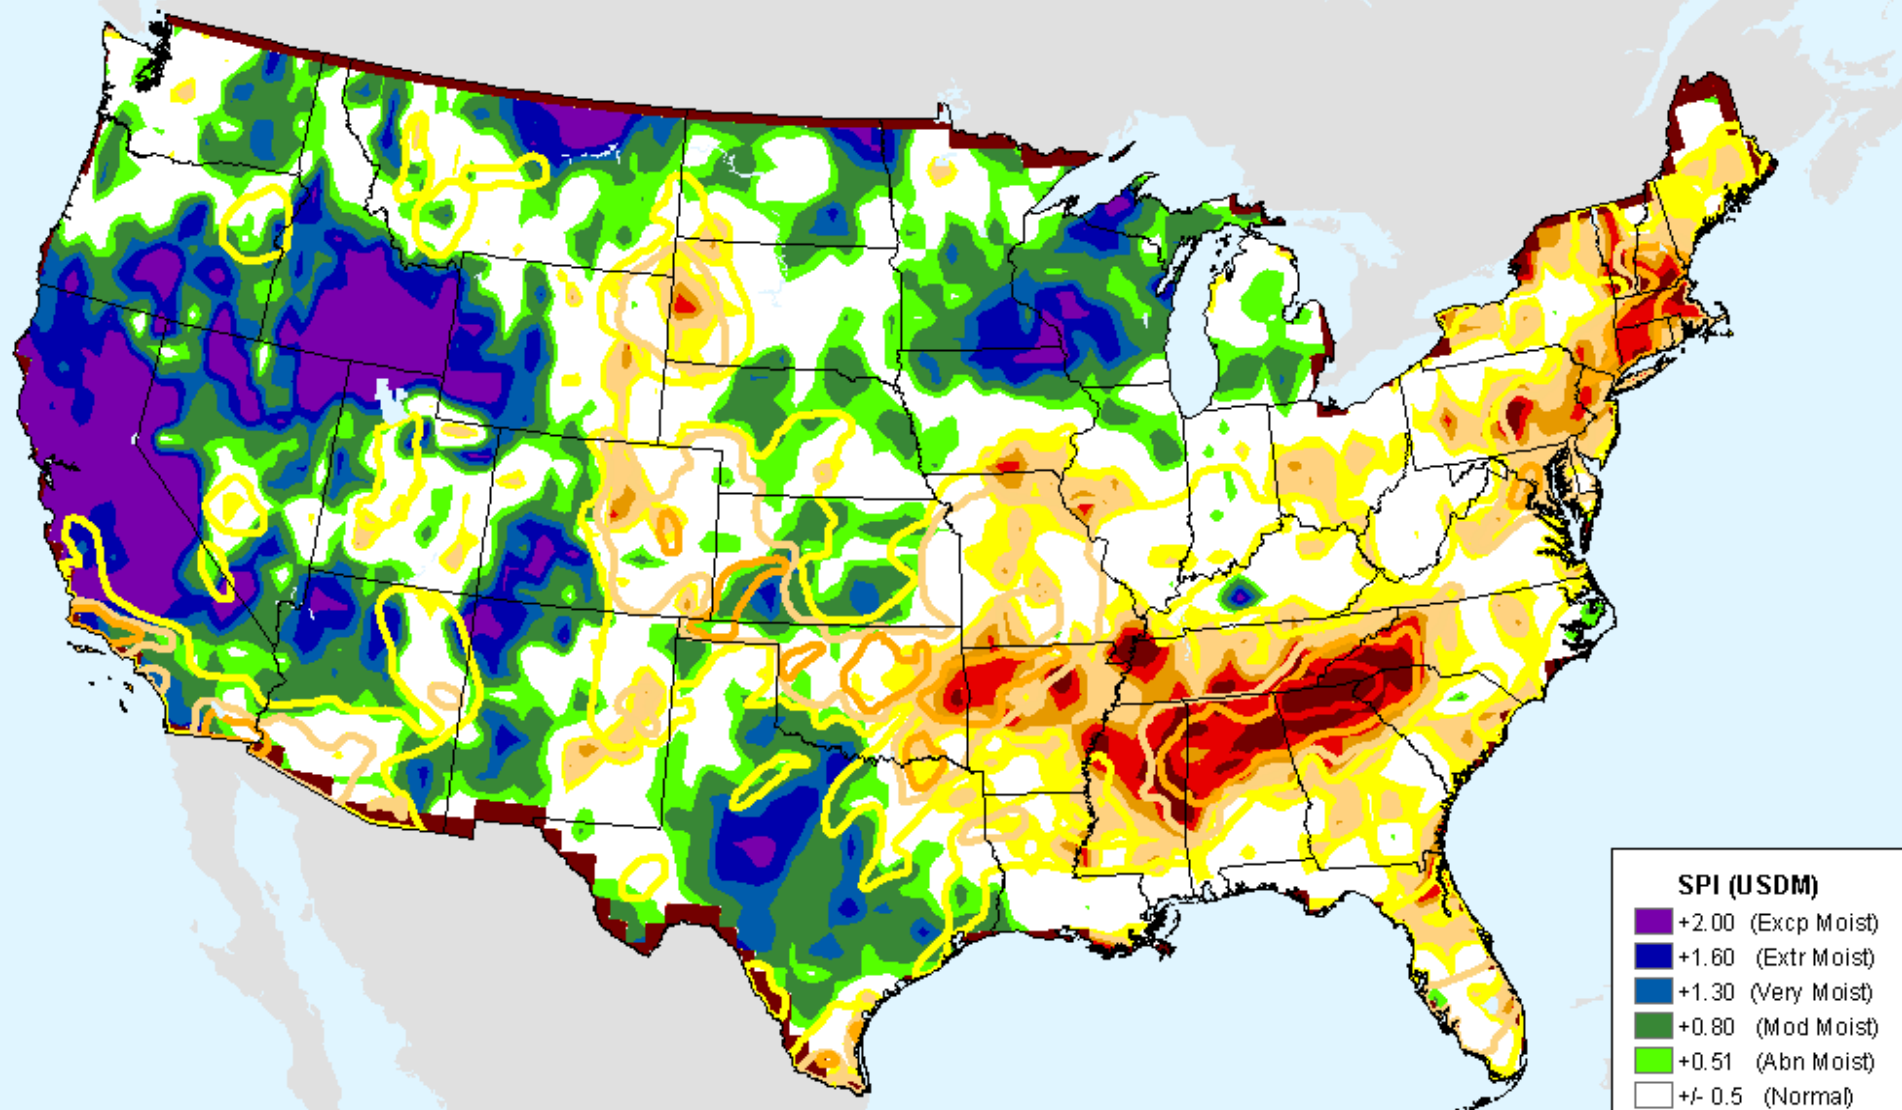 SPI (USDM)
+2.00 (Excp Moist)
+1.60 (Extr Moist)
+1.30 (Very Moist)
+0.80 (Mod Moist)
+0.51 (Abn Moist)
+/- 0.5 (Normal)